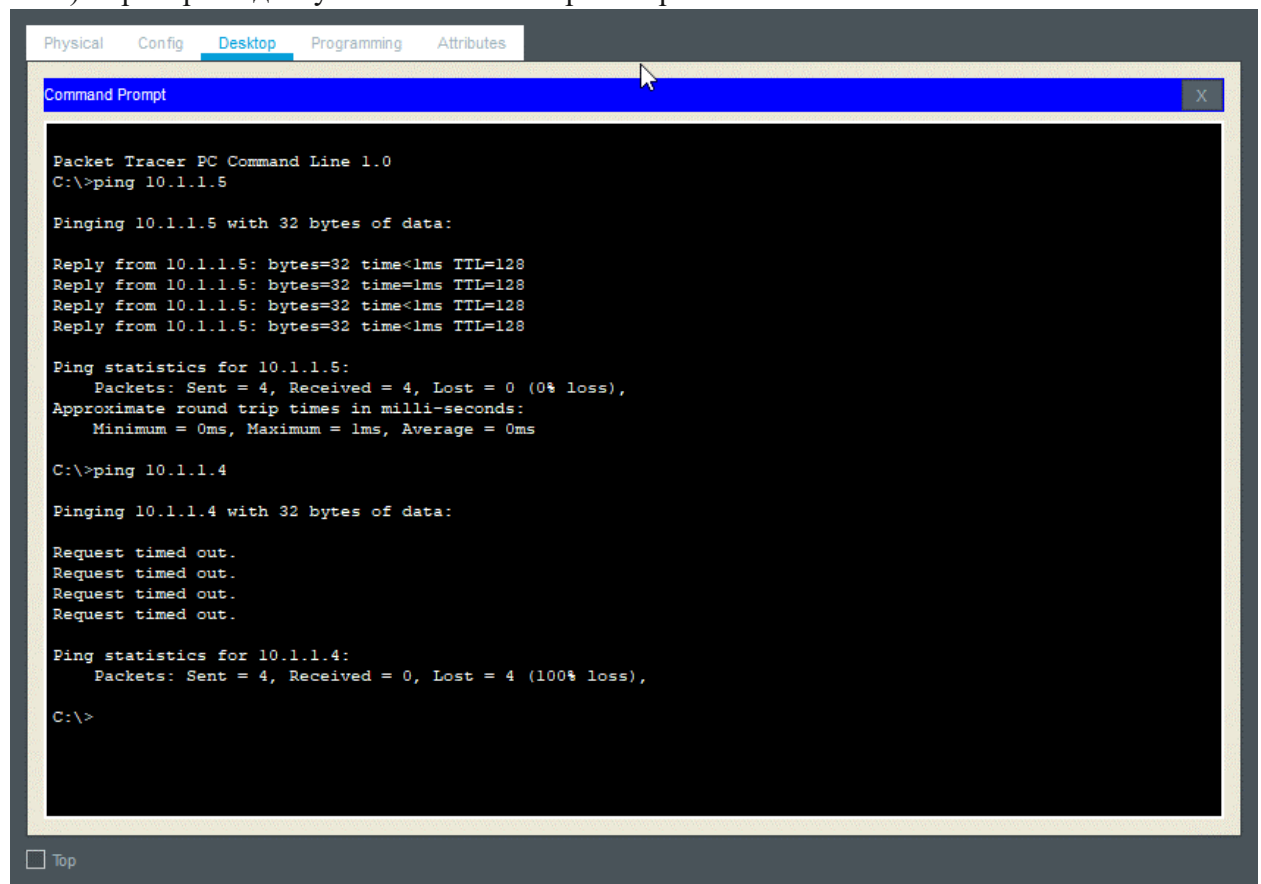 Physical Config Desktop Programming Attributes
Command Prompt
X
Packet Tracer PC Command Line 1.0
C:\>ping 10.1.1.5
Pinging 10.1.1.5 with 32 bytes of data:
Reply from 10.1.1.5: bytes=32 time<1ms TTL=128
Reply from 10.1.1.5: bytes=32 time=1ms TTL=128
Reply from 10.1.1.5: bytes=32 time<1ms TTL=128
Reply from 10.1.1.5: bytes=32 time<1ms TTL=128
Ping statistics for 10.1.1.5:
Packets: Sent = 4, Received = 4, Lost = 0 (0% loss),
Approximate round trip times in milli-seconds:
Minimum = 0ms, Maximum = 1ms, Average = 0ms
C:\>ping 10.1.1.4
Pinging 10.1.1.4 with 32 bytes of data:
Request timed out.
Request timed out.
Request timed out.
Request timed out.
Ping statistics for 10.1.1.4:
Packets: Sent = 4, Received = 0, Lost = 4 (100% loss),
C:\>
Top